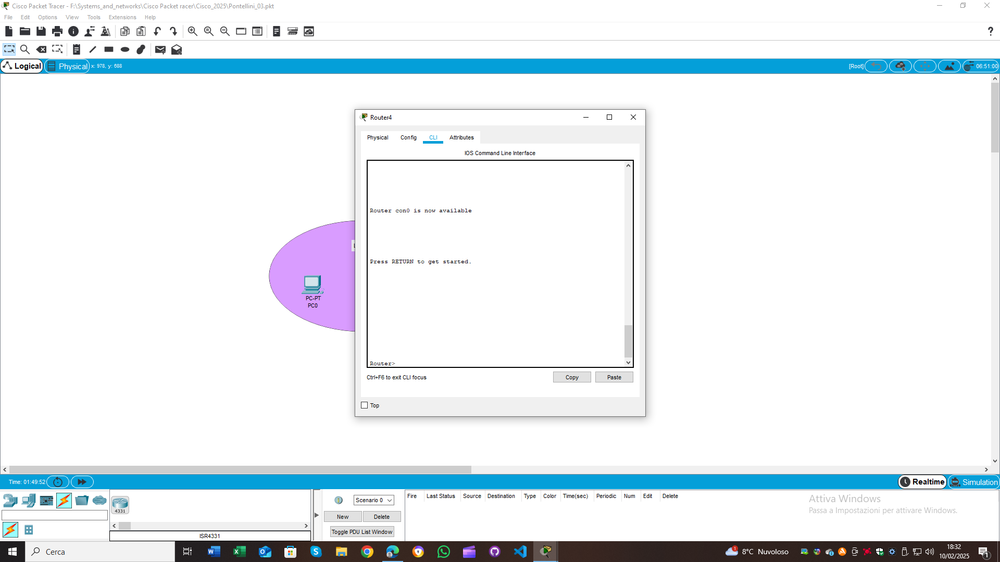 Cisco Packet Tracer - F:\Systems_and_networks\Cisco Packet racer\Cisco_2025\Pontellini_03.pkt
File Edit Options View Tools Extensions Help
Logical Physical x: 978, y: 688 [Root] 06:51:00
Router4
Physical Config CLI Attributes
IOS Command Line Interface
Router con0 is now available
Press RETURN to get started.
Router>
Ctrl+F6 to exit CLI focus Copy Paste
Top
PC-PT
PC0
Time: 01:49:52 Realtime Simulation
4331
ISR4331
Scenario 0
New Delete
Toggle PDU List Window
Fire Last Status Source Destination Type Color Time(sec) Periodic Num Edit Delete
Attiva Windows
Passa a Impostazioni per attivare Windows.
Cerca
1
8°C Nuvoloso
18:32
10/02/2025
1